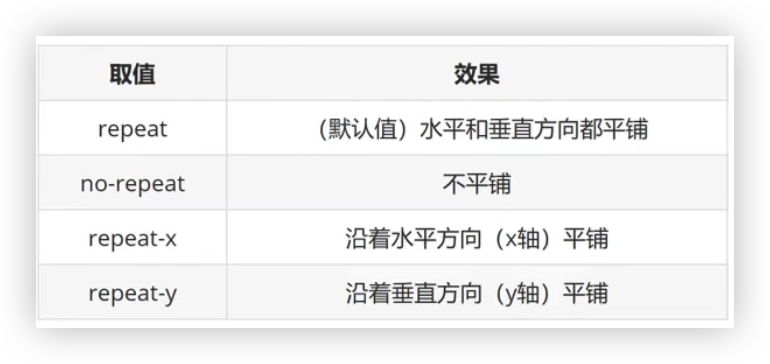 取值 效果
repeat （默认值）水平和垂直方向都平铺
no-repeat 不平铺
repeat-x 沿着水平方向（x轴）平铺
repeat-y 沿着垂直方向（y轴）平铺